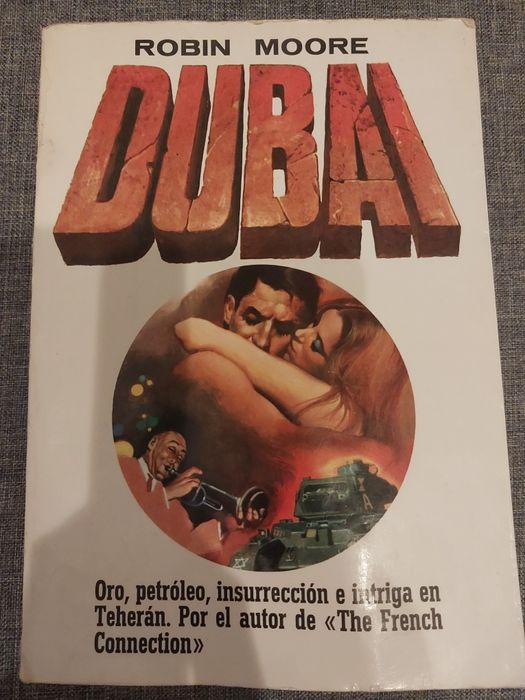 ROBIN MOORE
DUBAI
Oro, petróleo, insurrección e intriga en
Teherán. Por el autor de «The French
Connection»